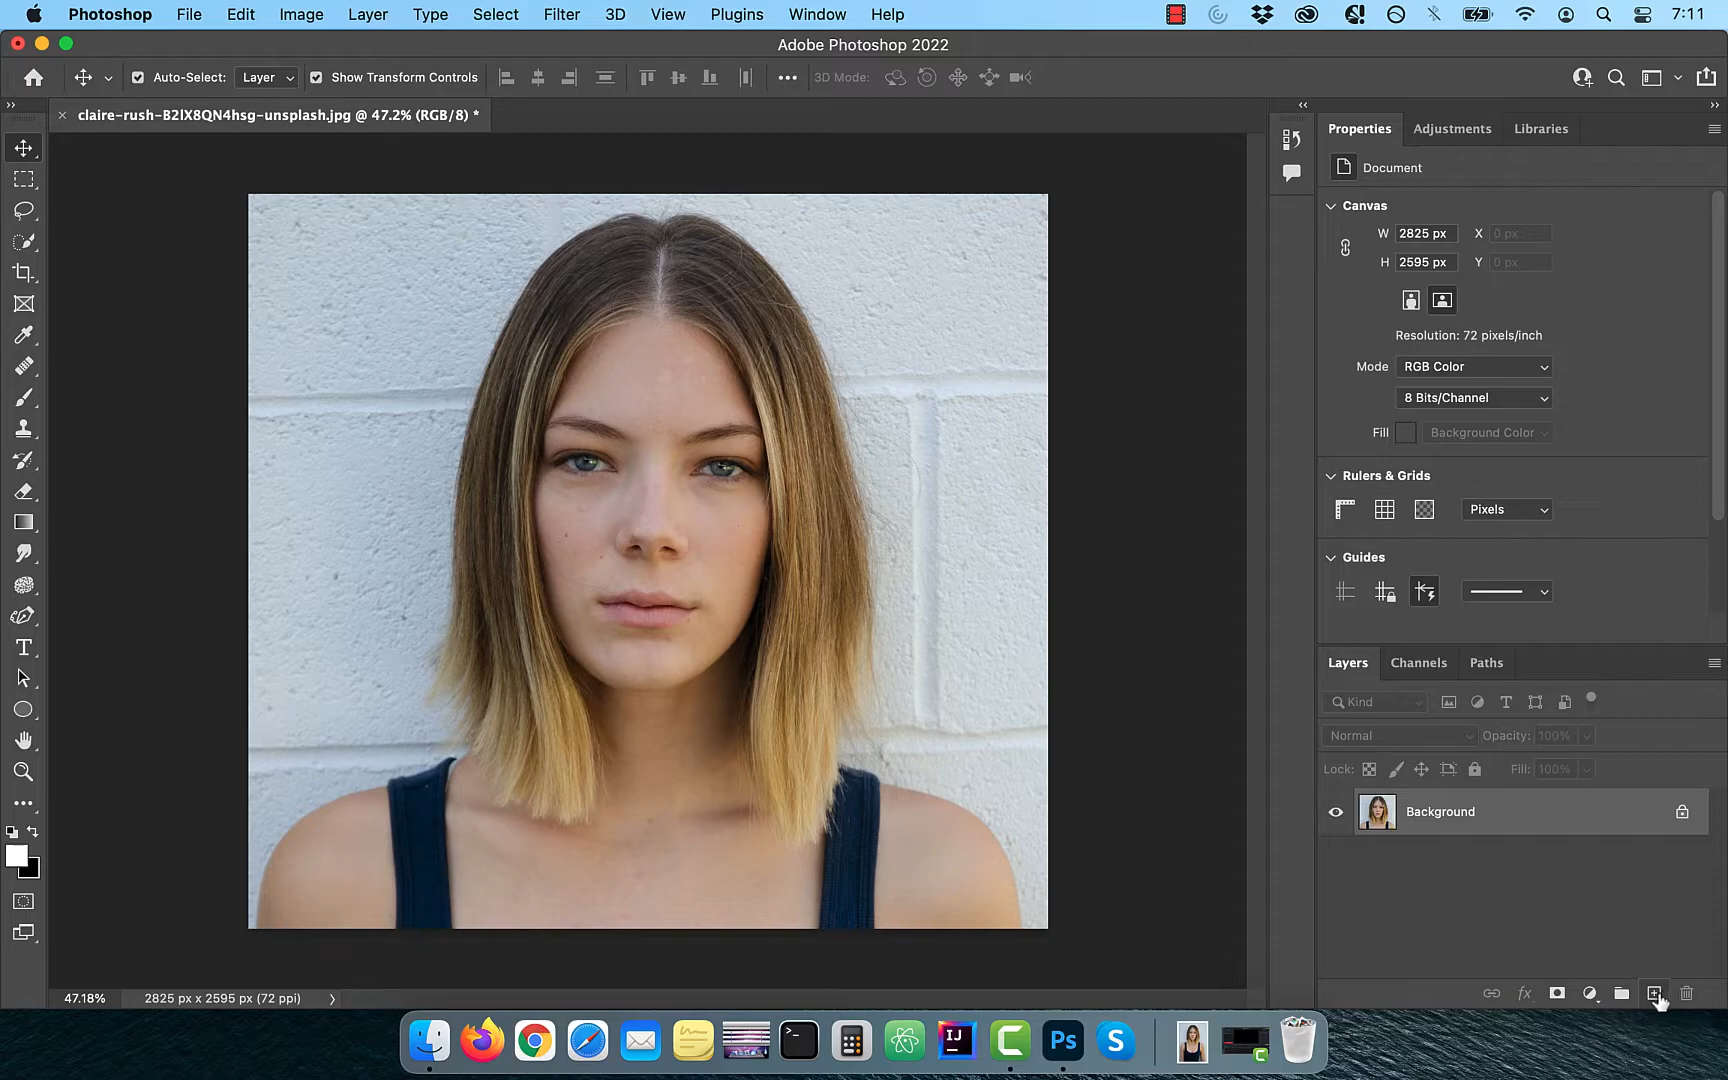 Photoshop File Edit Image Layer Type Select Filter 3D View Plugins Window Help 7:11
Adobe Photoshop 2022
Auto-Select: Layer Show Transform Controls 3D Mode:
claire-rush-B2lX8QN4hsg-unsplash.jpg @ 47.2% (RGB/8) *
Properties Adjustments Libraries
Document
Canvas
W 2825 px X 0 px
H 2595 px Y 0 px
Resolution: 72 pixels/inch
Mode RGB Color
8 Bits/Channel
Fill Background Color
Rulers & Grids
Pixels
Guides
Layers Channels Paths
Kind
Normal Opacity: 100%
Lock: Fill: 100%
Background
fx
47.18% 2825 px x 2595 px (72 ppi)
IJ Ps